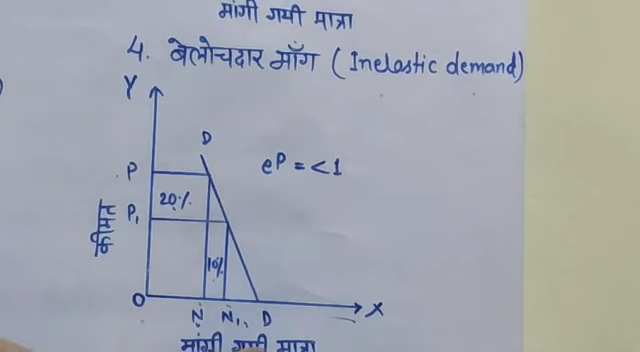 मांगी गयी मात्रा
4. बेलोचदार माँग (Inelastic demand)
Y
D
eP = <1
P
20%
P₁
कीमत
10%
O
N N₁ D
X
मांगी गयी मात्रा